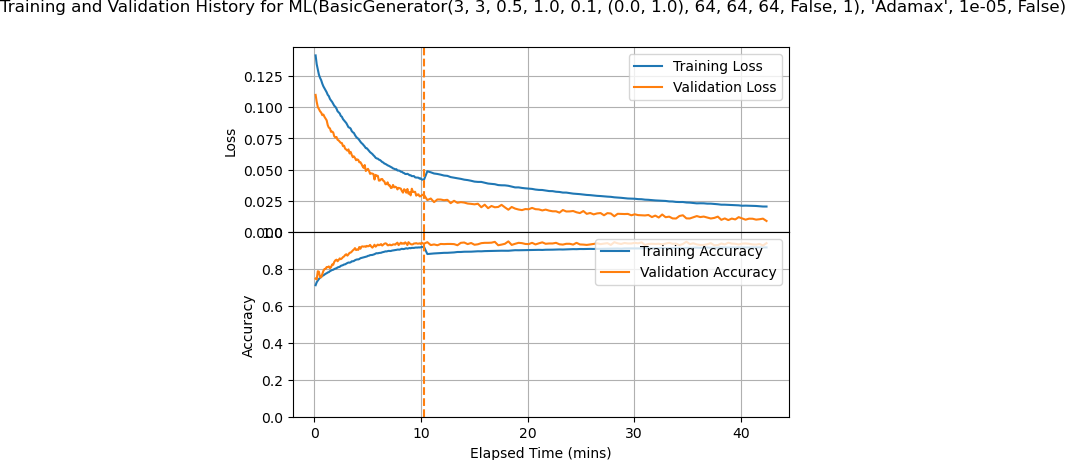 Training and Validation History for ML(BasicGenerator(3, 3, 0.5, 1.0, 0.1, (0.0, 1.0), 64, 64, 64, False, 1), 'Adamax', 1e-05, False)
Training Loss
Validation Loss
0.125
0.100
0.075
0.050
0.025
0.000
Loss
1.0
0.8
0.6
0.4
0.2
0.0
Accuracy
Training Accuracy
Validation Accuracy
0 10 20 30 40
Elapsed Time (mins)